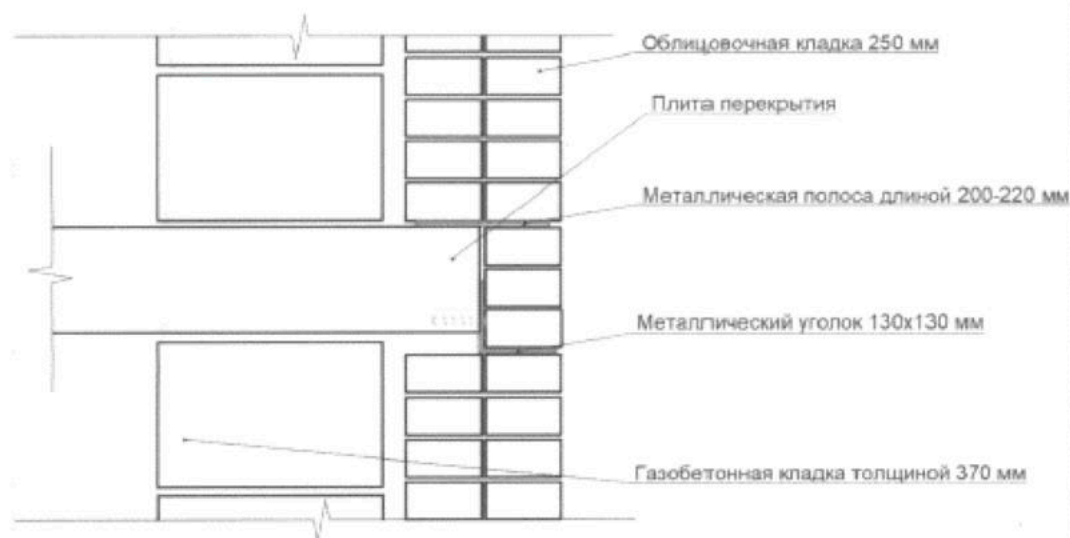 Облицовочная кладка 250 мм
Плита перекрытия
Металлическая полоса длиной 200-220 мм
Металлический уголок 130х130 мм
Газобетонная кладка толщиной 370 мм